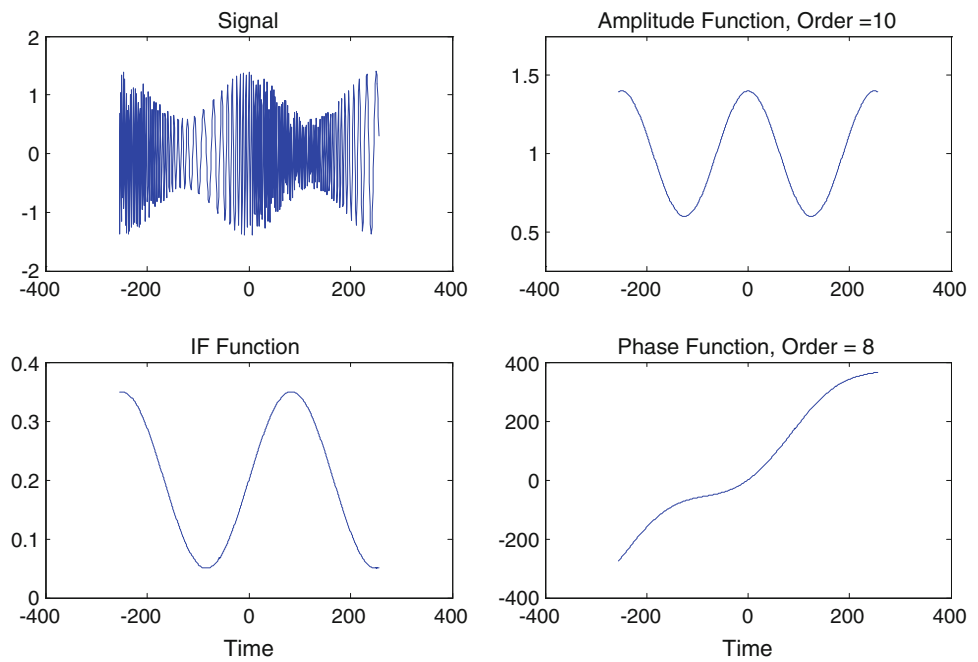 Signal
2
1
0
-1
-2
-400 -200 0 200 400
Amplitude Function, Order =10
1.5
1
0.5
-400 -200 0 200 400
IF Function
0.4
0.3
0.2
0.1
0
-400 -200 0 200 400
Time
Phase Function, Order = 8
400
200
0
-200
-400
-400 -200 0 200 400
Time